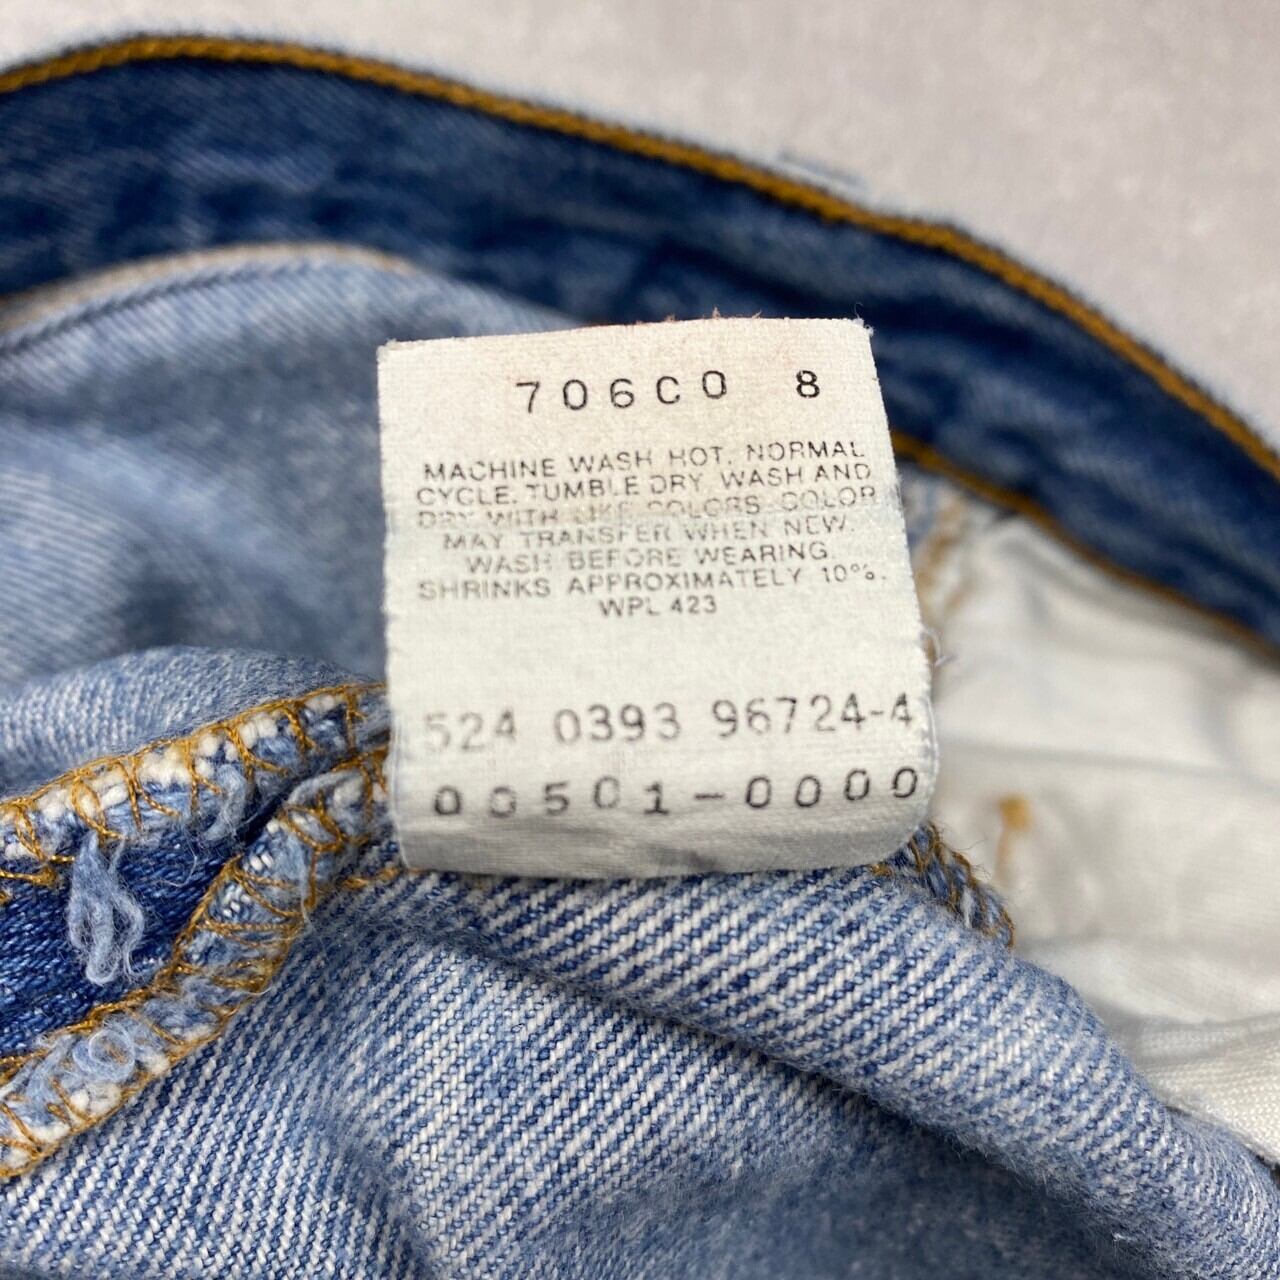 706C0 8
MACHINE WASH HOT, NORMAL
CYCLE. TUMBLE DRY. WASH AND
DRY WITH LIKE COLORS. COLOR
MAY TRANSFER WHEN NEW.
WASH BEFORE WEARING.
SHRINKS APPROXIMATELY 10%.
WPL 423
524 0393 96724-4
00501-0000